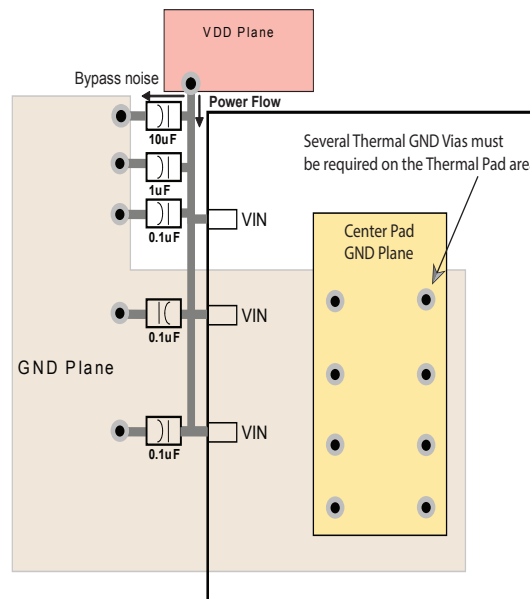 VDD Plane
Bypass noise
Power Flow
10uF
Several Thermal GND Vias must
be required on the Thermal Pad are
1uF
0.1uF
VIN
Center Pad
GND Plane
VIN
0.1uF
GND Plane
VIN
0.1uF